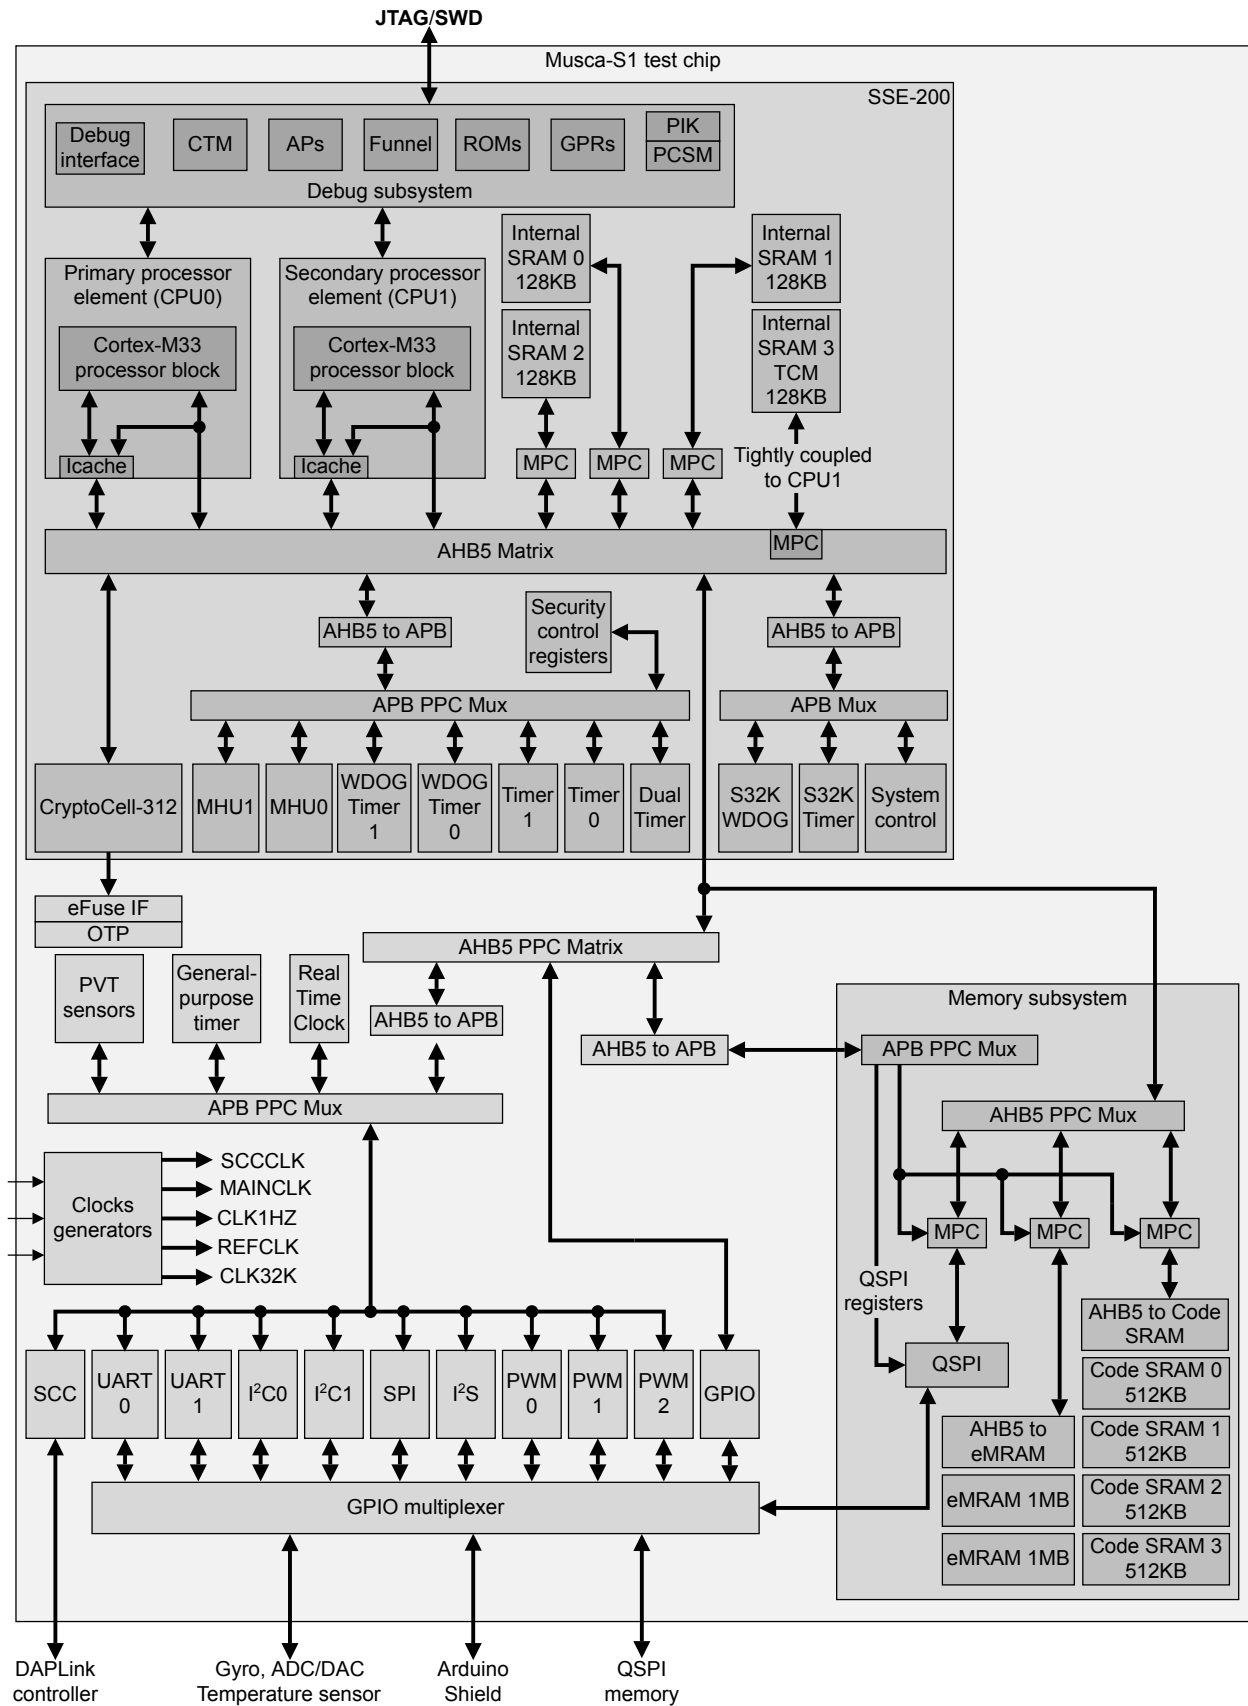 JTAG/SWD
Musca-S1 test chip
SSE-200
Debug
interface
CTM
APs
Funnel
ROMs
GPRs
PIK
PCSM
Debug subsystem
Primary processor
element (CPU0)
Cortex-M33
processor block
Icache
Secondary processor
element (CPU1)
Cortex-M33
processor block
Icache
Internal
SRAM 0
128KB
Internal
SRAM 2
128KB
Internal
SRAM 1
128KB
Internal
SRAM 3
TCM
128KB
MPC
MPC
MPC
Tightly coupled
to CPU1
MPC
AHB5 Matrix
AHB5 to APB
Security
control
registers
AHB5 to APB
APB PPC Mux
APB Mux
CryptoCell-312
MHU1
MHU0
WDOG
Timer
1
WDOG
Timer
0
Timer
1
Timer
0
Dual
Timer
S32K
WDOG
S32K
Timer
System
control
eFuse IF
OTP
AHB5 PPC Matrix
PVT
sensors
General-
purpose
timer
Real
Time
Clock
AHB5 to APB
AHB5 to APB
APB PPC Mux
Memory subsystem
APB PPC Mux
AHB5 PPC Mux
Clocks
generators
SCCCLK
MAINCLK
CLK1HZ
REFCLK
CLK32K
MPC
MPC
MPC
QSPI
registers
QSPI
AHB5 to Code
SRAM
Code SRAM 0
512KB
Code SRAM 1
512KB
Code SRAM 2
512KB
Code SRAM 3
512KB
AHB5 to
eMRAM
eMRAM 1MB
eMRAM 1MB
SCC
UART
0
UART
1
I²C0
I²C1
SPI
I²S
PWM
0
PWM
1
PWM
2
GPIO
GPIO multiplexer
DAPLink
controller
Gyro, ADC/DAC
Temperature sensor
Arduino
Shield
QSPI
memory